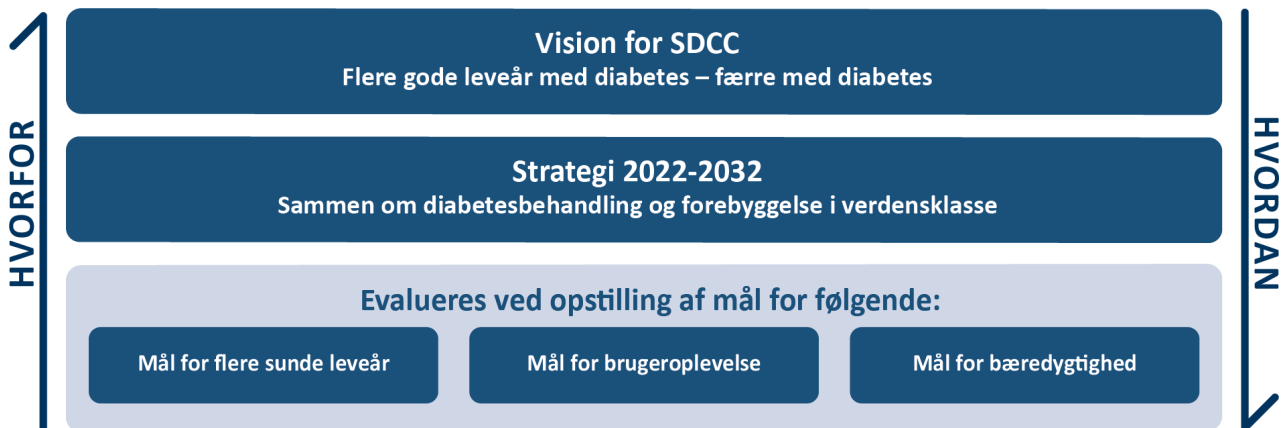 HVORFOR
Vision for SDCC
Flere gode leveår med diabetes – færre med diabetes
Strategi 2022-2032
Sammen om diabetesbehandling og forebyggelse i verdensklasse
Evalueres ved opstilling af mål for følgende:
Mål for flere sunde leveår
Mål for brugeroplevelse
Mål for bæredygtighed
HVORDAN